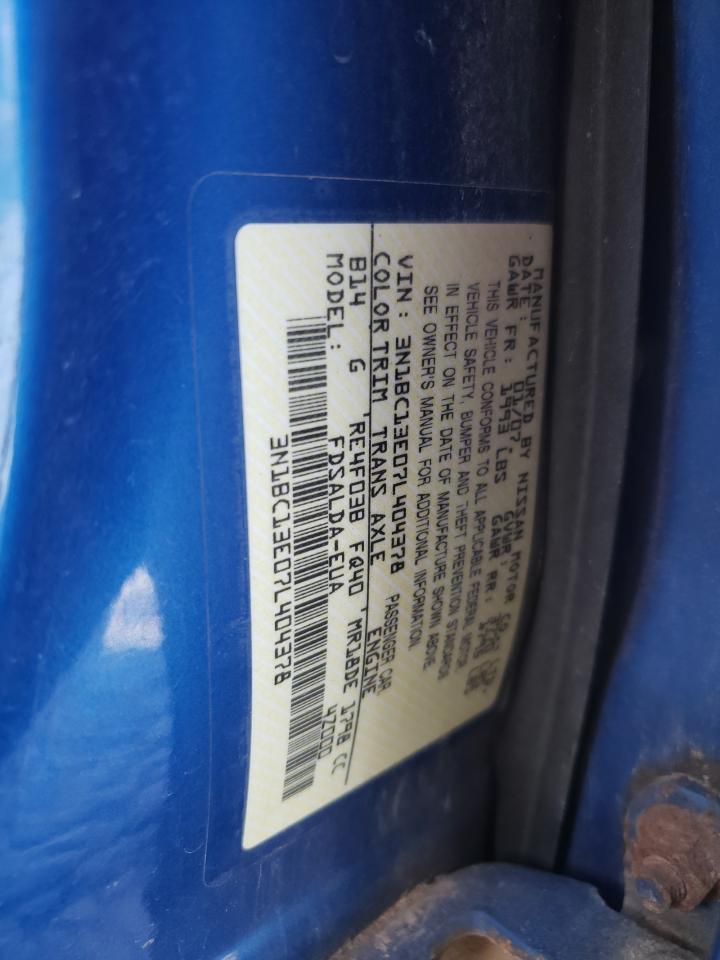 MANUFACTURED BY NISSAN MOTOR CO.
DATE: 01/07 GVWR:
GAWR FR: 1993 LBS GAWR RR:
THIS VEHICLE CONFORMS TO ALL APPLICABLE FEDERAL MOTOR
VEHICLE SAFETY, BUMPER AND THEFT PREVENTION STANDARDS
IN EFFECT ON THE DATE OF MANUFACTURE SHOWN ABOVE.
SEE OWNER'S MANUAL FOR ADDITIONAL INFORMATION.
VIN: 3N1BC13E07L404378 PASSENGER CAR
COLOR TRIM TRANS AXLE ENGINE
B14 G 'RE4F03B FQ40 'MR18DE 1798 CC
MODEL: FDSALDA-EUA 4Z000
3N1BC13E07L404378